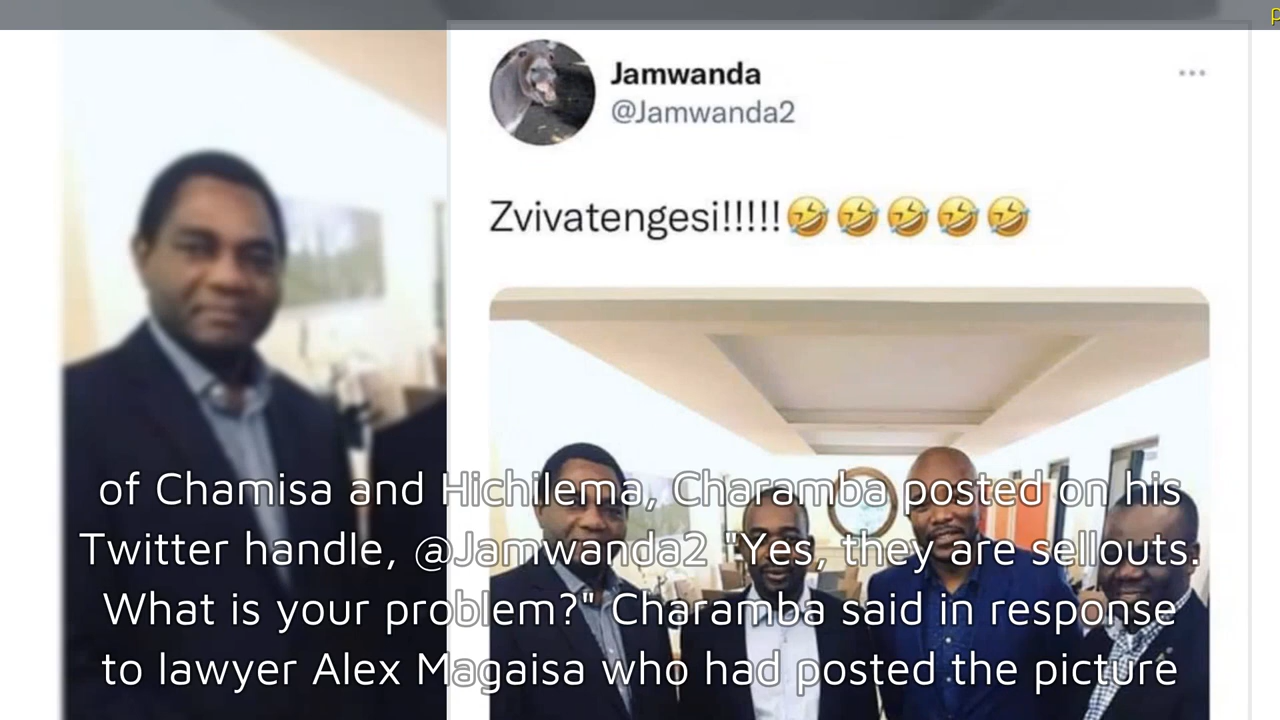 Jamwanda
@Jamwanda2
Zvivatengesi!!!!!🤣🤣🤣🤣🤣
of Chamisa and Hichilema, Charamba posted on his
Twitter handle, @Jamwanda2 "Yes, they are sellouts.
What is your problem?" Charamba said in response
to lawyer Alex Magaisa who had posted the picture